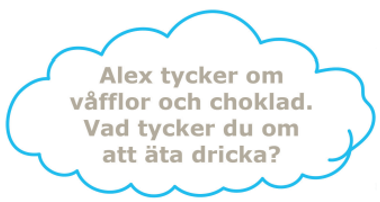 Alex tycker om
våfflor och choklad.
Vad tycker du om
att äta dricka?